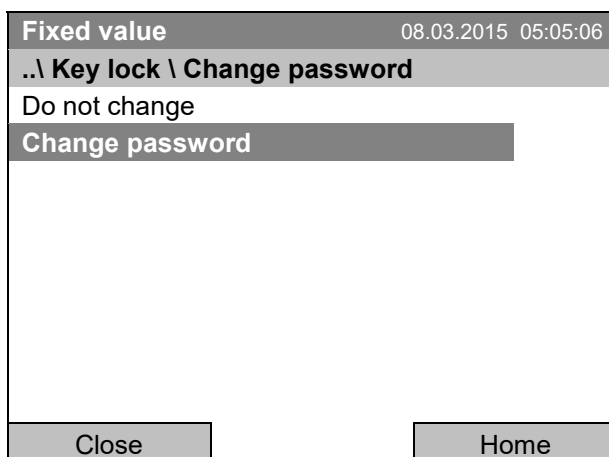 Fixed value 08.03.2015 05:05:06
..\ Key lock \ Change password
Do not change
Change password
Close Home